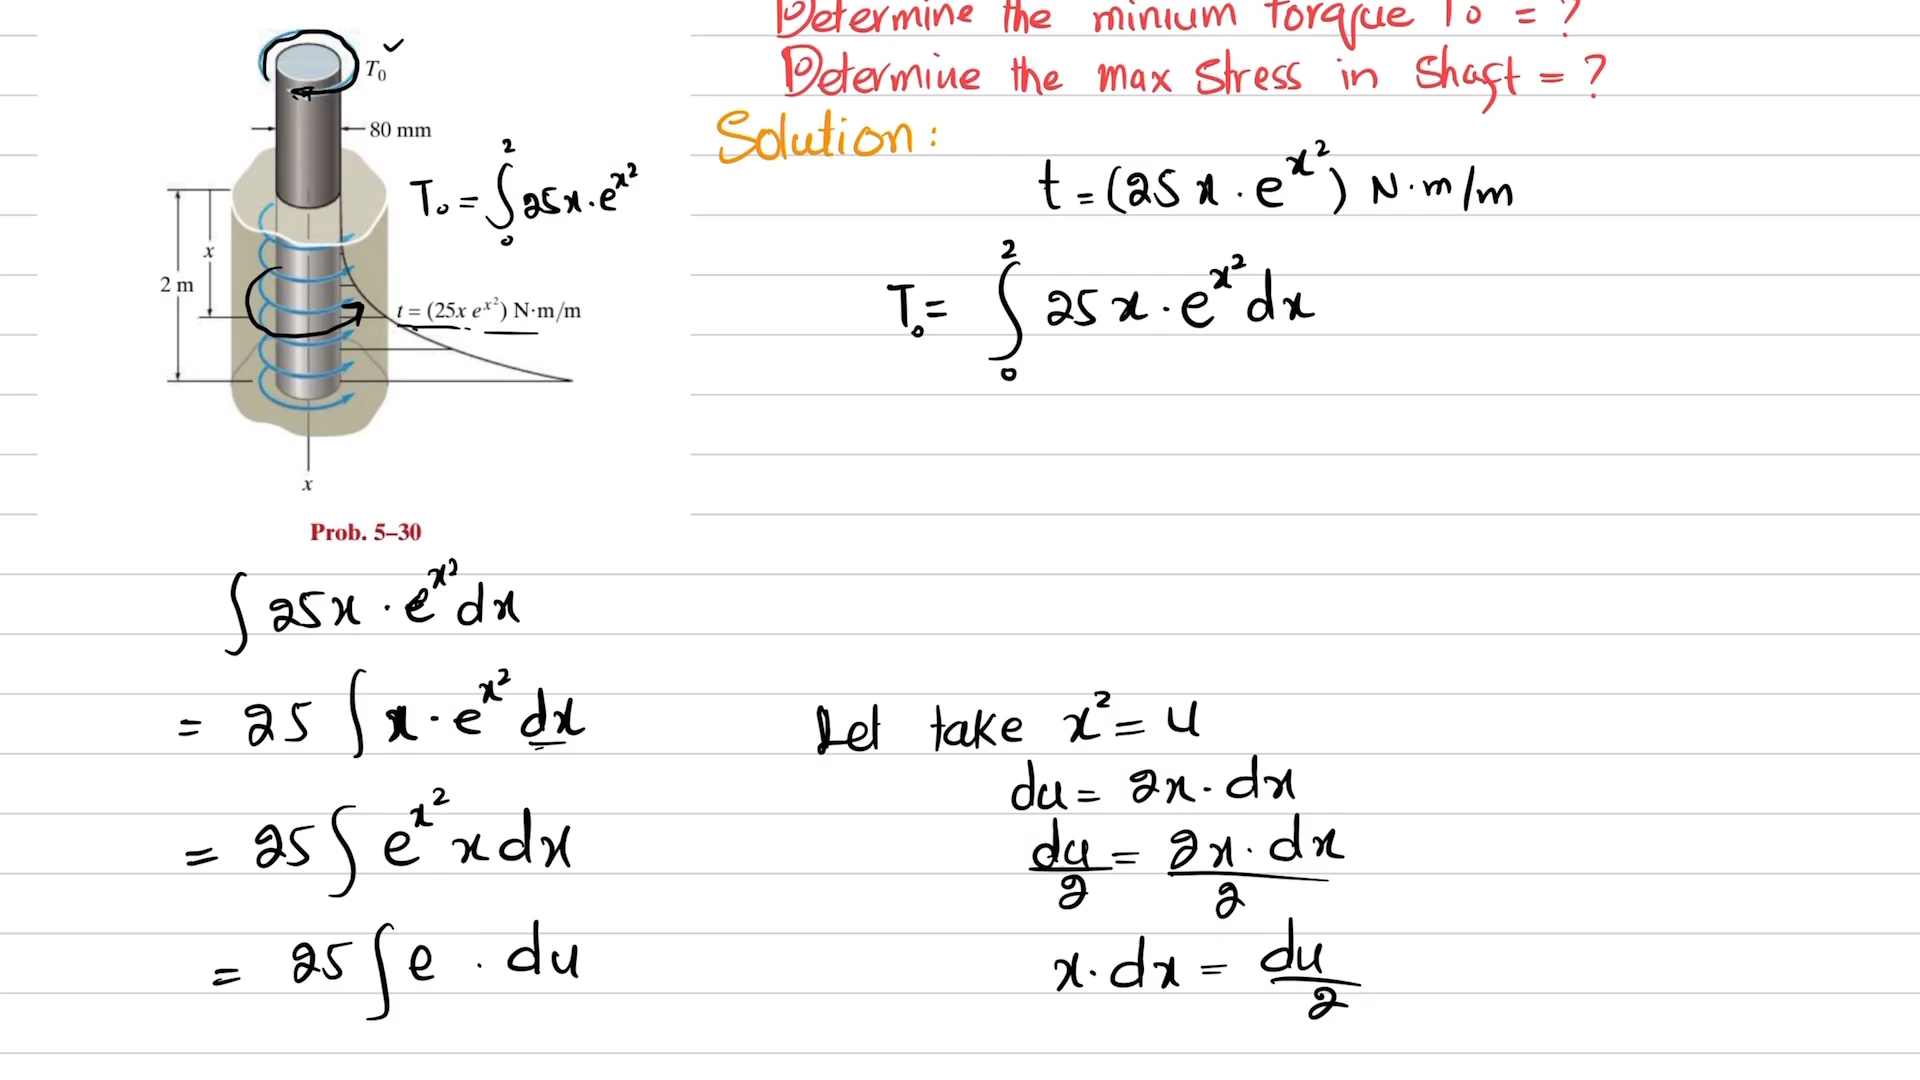 Determine the minium torque To = ?
Determine the max Stress in Shaft = ?
Solution:
T₀
80 mm
T₀ = ∫₀² 25x·e^x²
t = (25x·e^x²) N·m/m
x
2 m
t = (25x e^x²) N·m/m
T₀ = ∫₀² 25x·e^x² dx
x
Prob. 5–30
∫ 25x·e^x² dx
= 25 ∫ x·e^x² dx
= 25 ∫ e^x² x dx
= 25 ∫ e · du
Let take x² = u
du = 2x·dx
du/2 = 2x·dx/2
x·dx = du/2